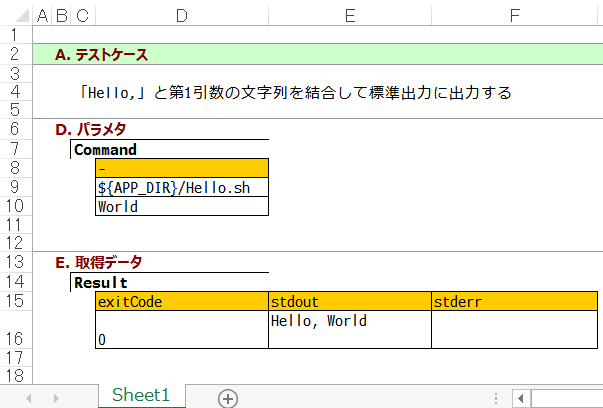 A B C D E F
1
2 A. テストケース
3
4 「Hello,」と第1引数の文字列を結合して標準出力に出力する
5
6 D. パラメタ
7 Command
8 -
9 ${APP_DIR}/Hello.sh
10 World
11
12
13 E. 取得データ
14 Result
15 exitCode stdout stderr
Hello, World
16 0
17
18
Sheet1